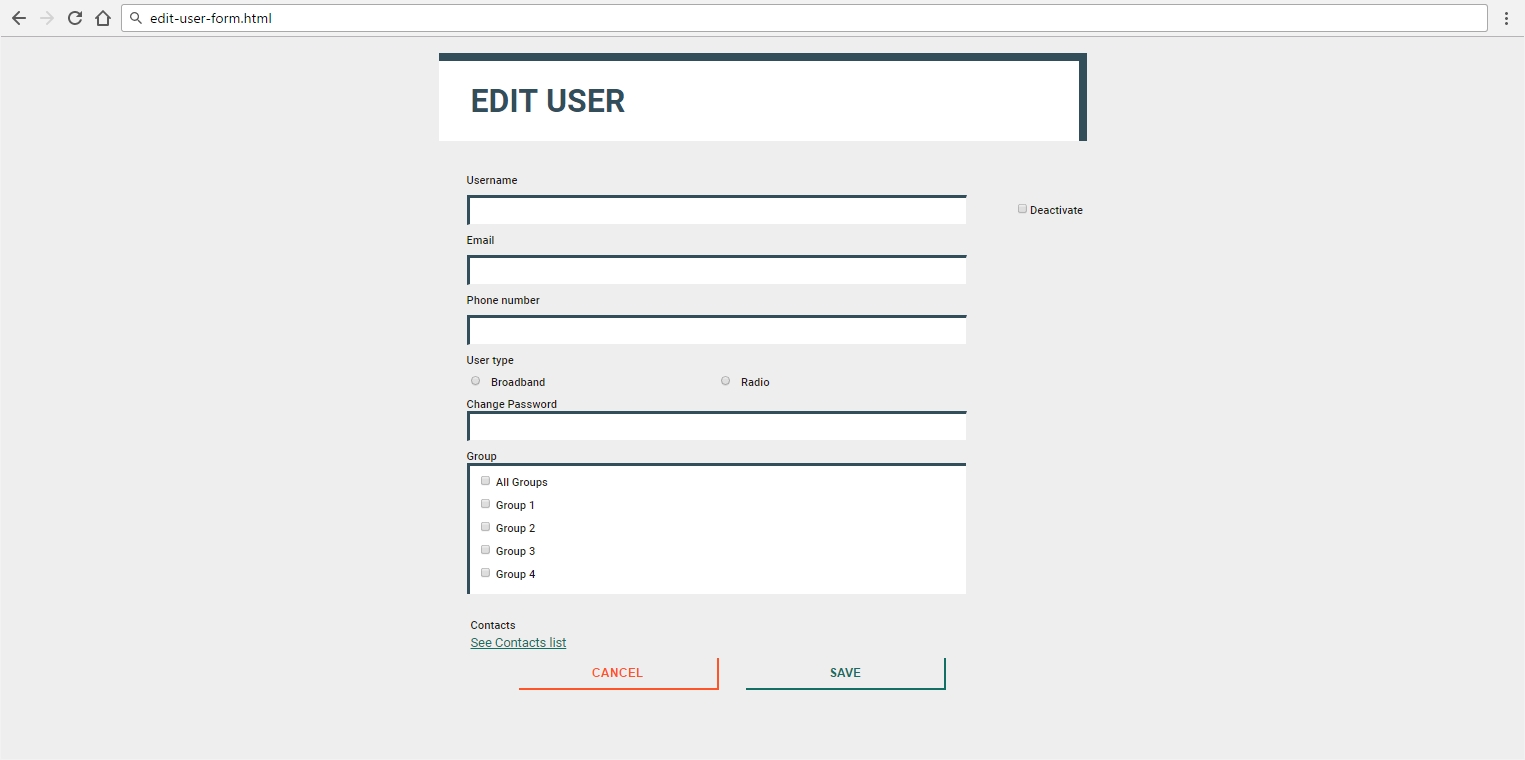 edit-user-form.html
EDIT USER
Username
Deactivate
Email
Phone number
User type
Broadband Radio
Change Password
Group
All Groups
Group 1
Group 2
Group 3
Group 4
Contacts
See Contacts list
CANCEL SAVE